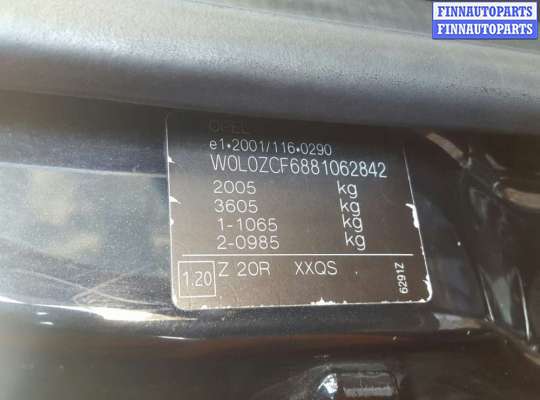 FINNAUTOPARTS
FINNAUTOPARTS
OPEL
e1•2001/116•0290
W0L0ZCF6881062842
2005 kg
3605 kg
1-1065 kg
2-0985 kg
1.20 Z 20R XXQS
6291Z